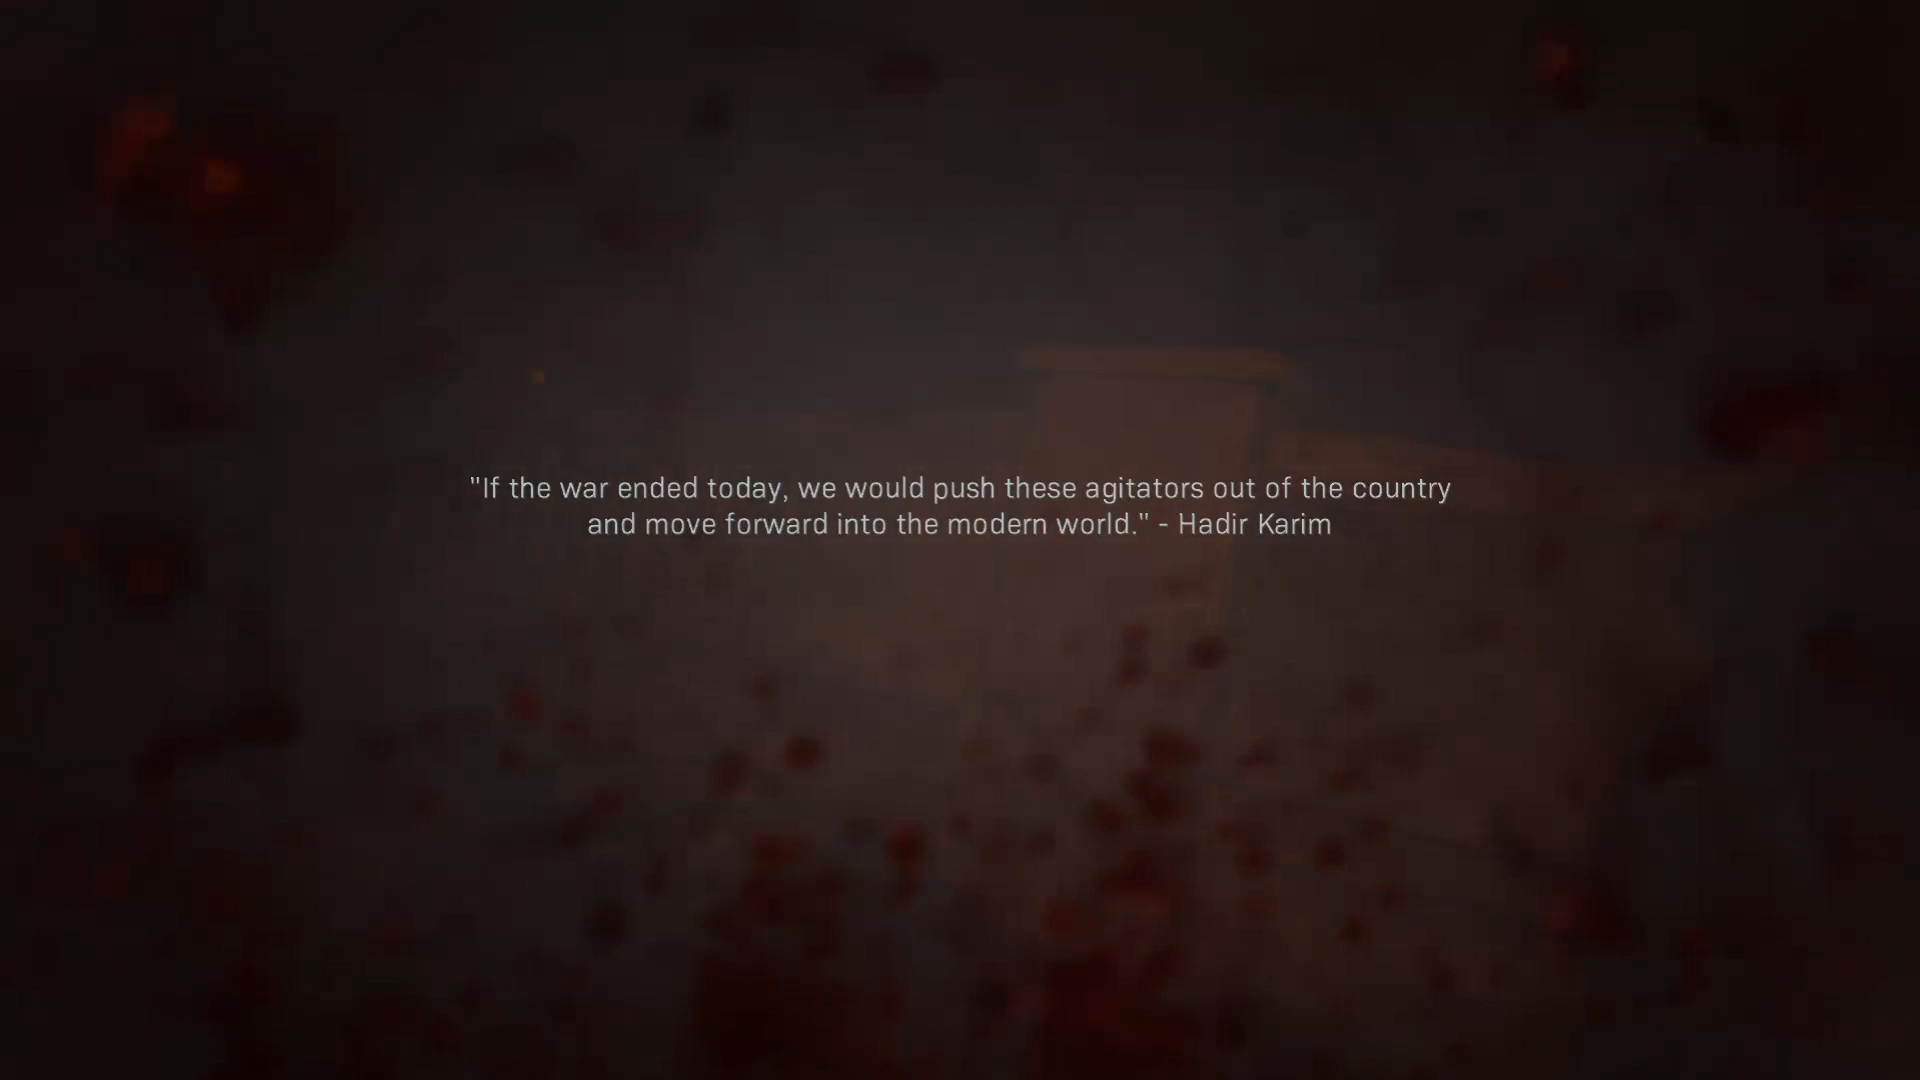 "If the war ended today, we would push these agitators out of the country
and move forward into the modern world." - Hadir Karim